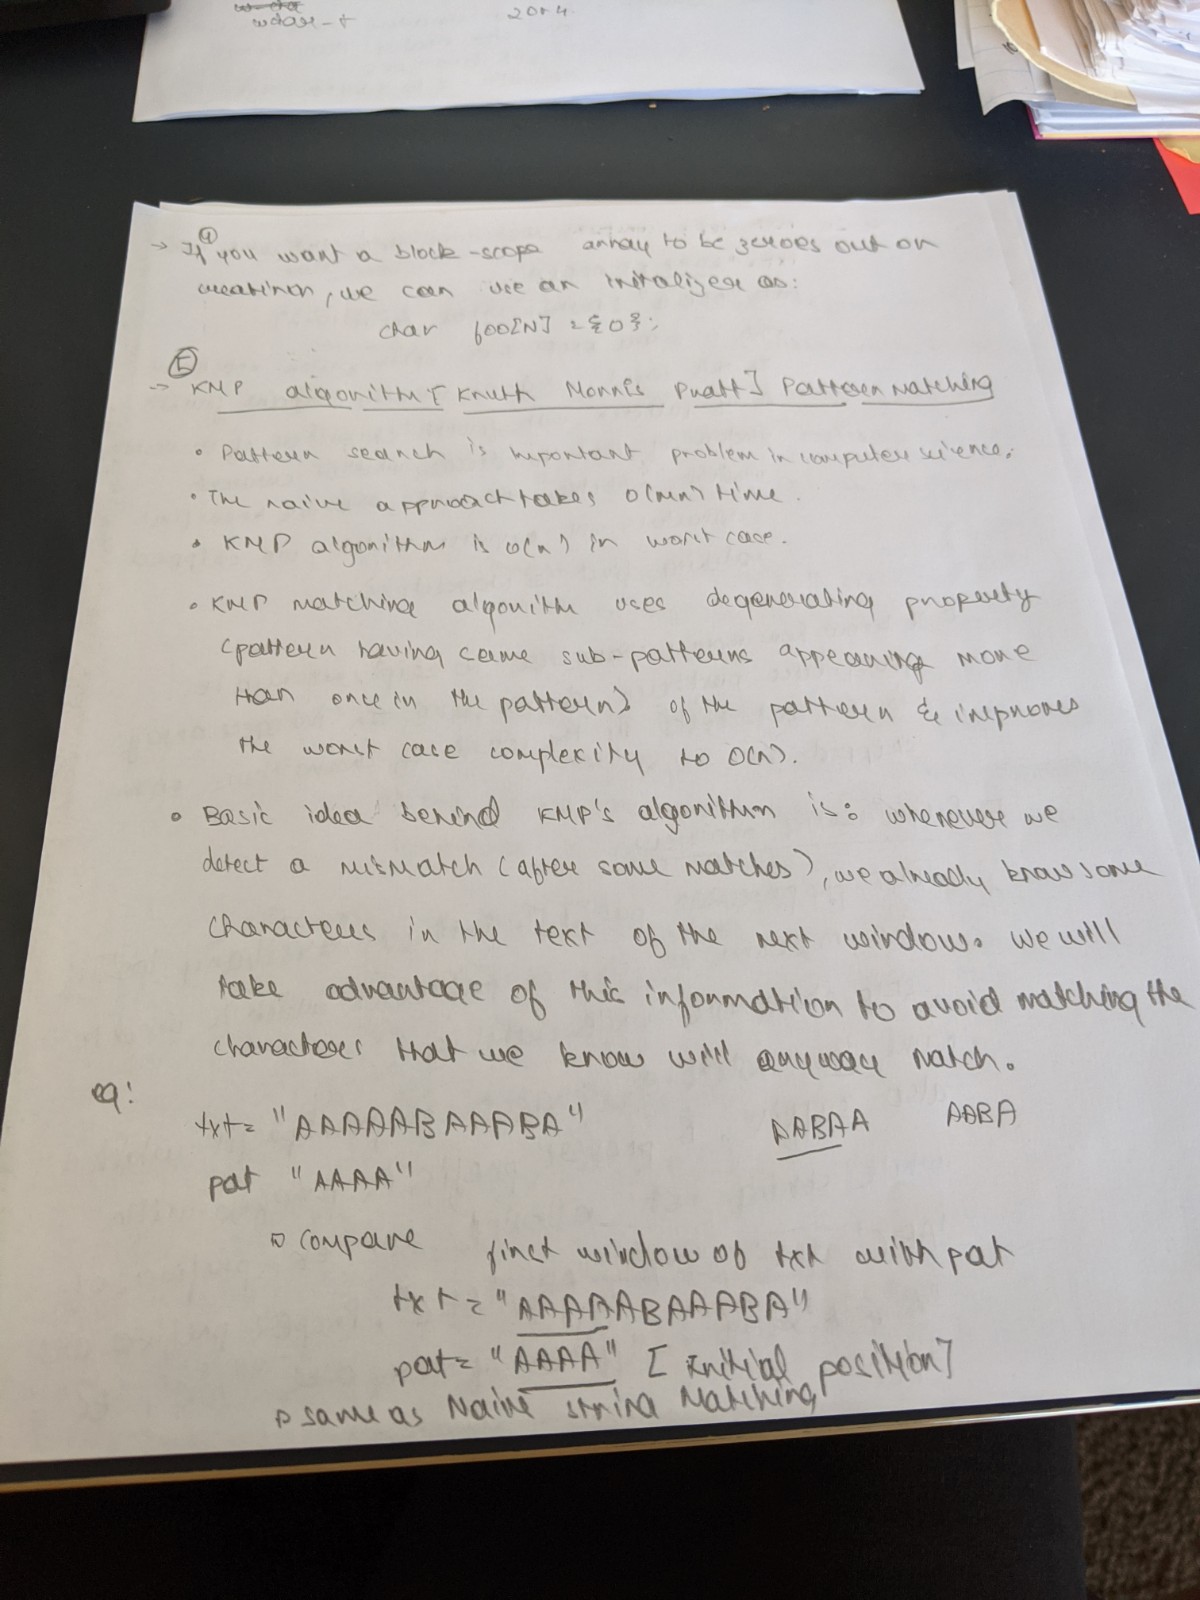 wdar-t
2014.
④
→ If you want a block-scope array to be zeroes out on
creation, we can use an initalizer as:
char foo[N] = {0};
⑤
→ KMP algorithm [Knuth Morris Pratt] Pattern Matching
• Pattern search is important problem in computer science.
• The naive approach takes O(mn) time.
• KMP algorithm is O(n) in worst case.
• KMP matching algorithm uses degenerating property
(pattern having same sub-patterns appearing more
than once in the pattern) of the pattern & improves
the worst case complexity to O(n).
• Basic idea behind KMP's algorithm is: whenever we
detect a mismatch (after some matches), we already know some
characters in the text of the next window. We will
take advantage of this information to avoid matching the
characters that we know will anyway match.
eg:
txt= "AAAAABAAABA" AABAA AABA
pat "AAAA"
▫ compare first window of txt with pat
txt = "AAAAABAAABA"
pat = "AAAA" [Initial position]
▫ same as Naive string Matching